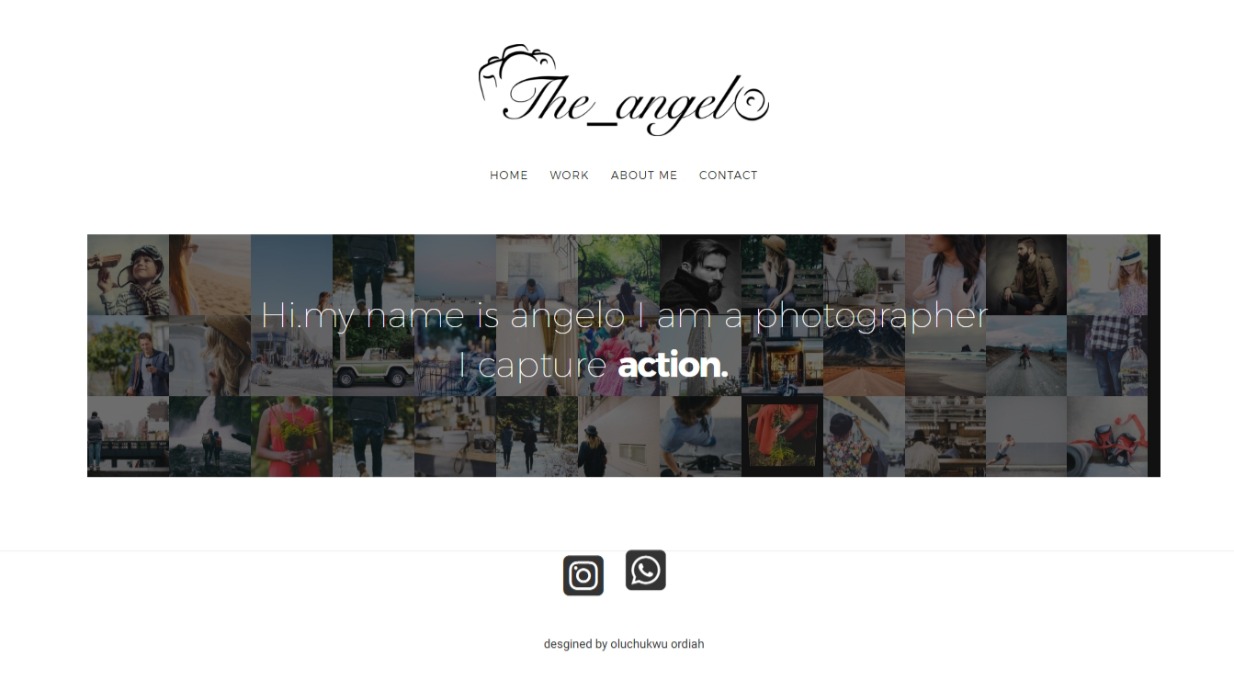 The_angelo
HOME WORK ABOUT ME CONTACT
Hi.my name is angelo I am a photographer
I capture action.
desgined by oluchukwu ordiah